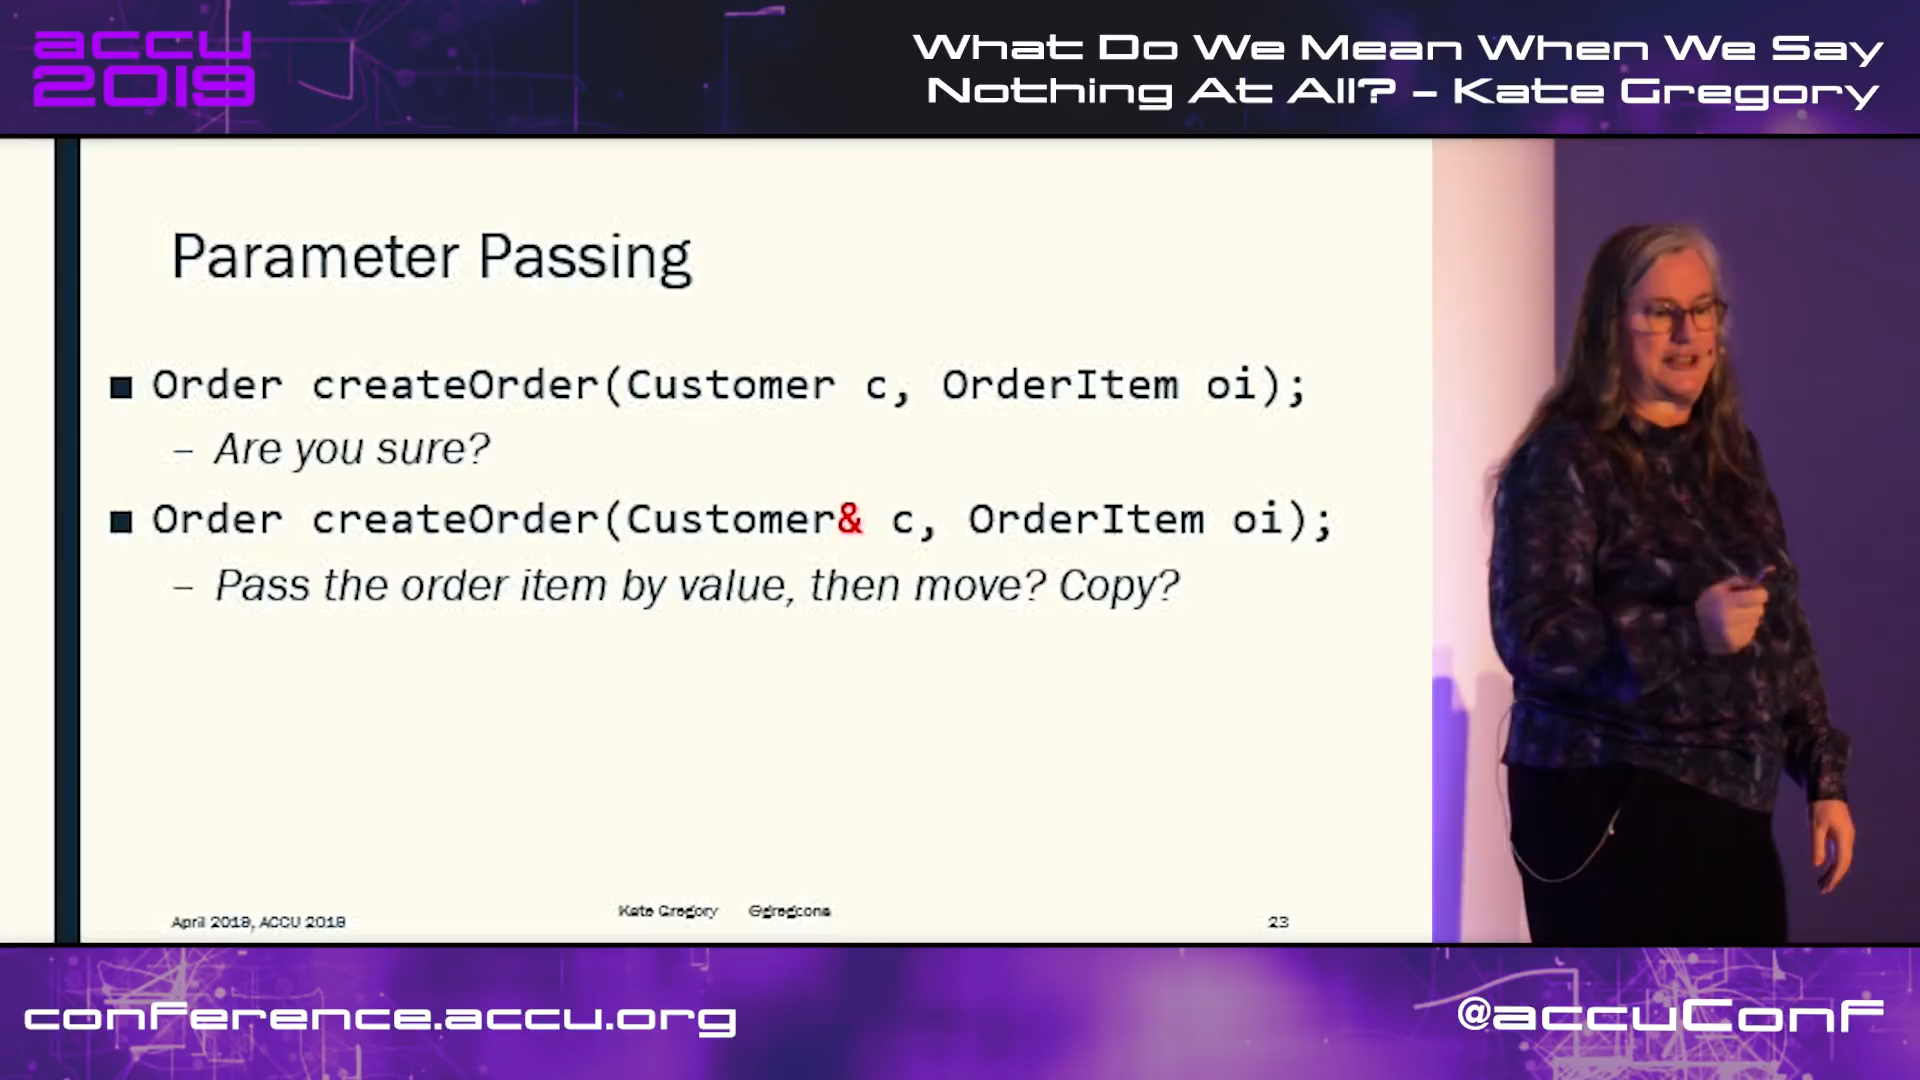 accu
2019
What Do We Mean When We Say
Nothing At All? - Kate Gregory
Parameter Passing
■ Order createOrder(Customer c, OrderItem oi);
– Are you sure?
■ Order createOrder(Customer& c, OrderItem oi);
– Pass the order item by value, then move? Copy?
April 2019, ACCU 2019
Kate Gregory @gregcons
23
conference.accu.org
@accuConf